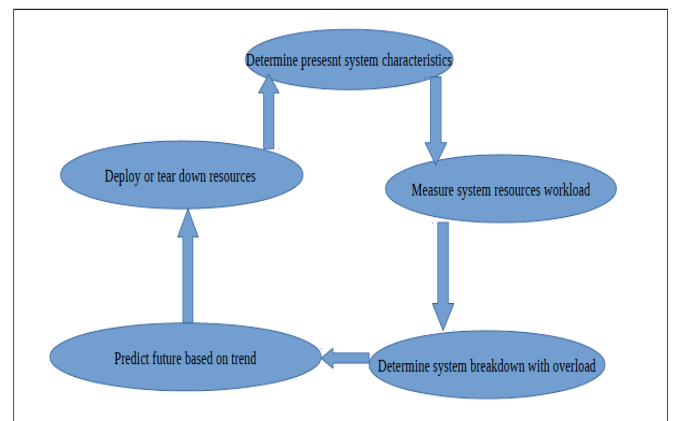 Determine presesnt system characteristics
Deploy or tear down resources
Measure system resources workload
Predict future based on trend
Determine system breakdown with overload